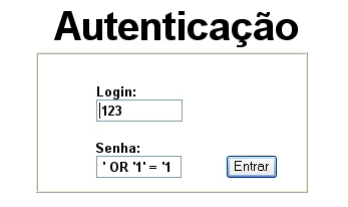 Autenticação
Login:
123
Senha:
' OR '1' = '1
Entrar